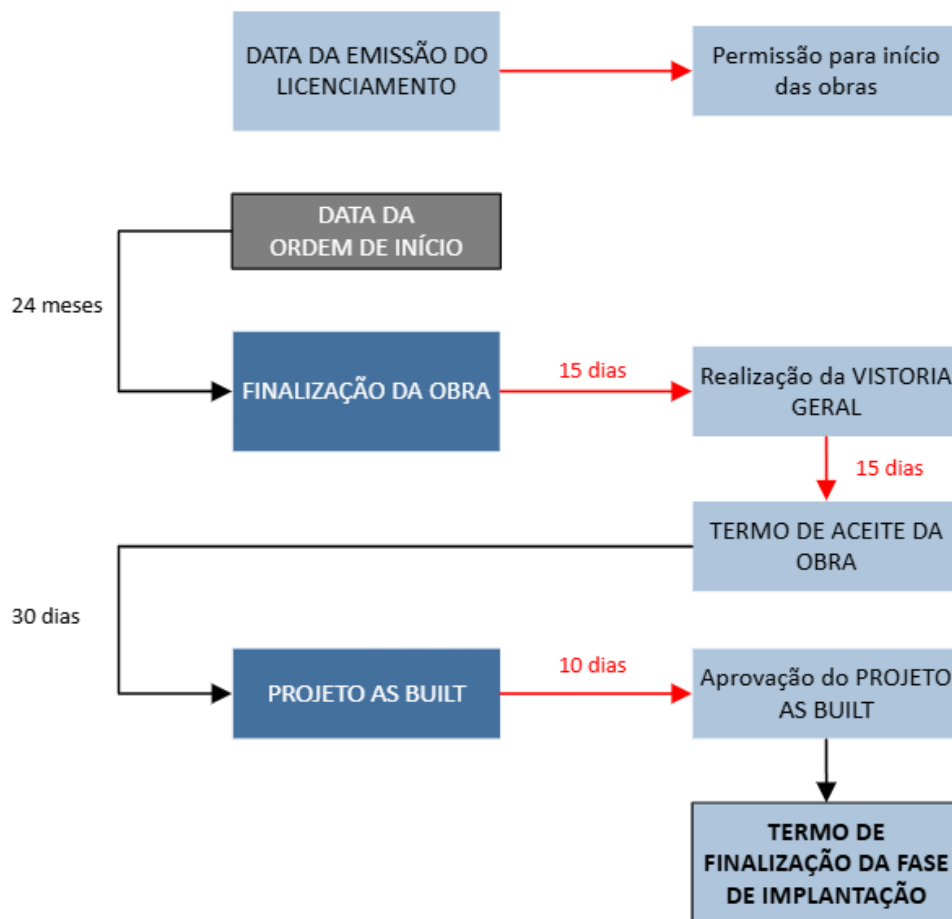 DATA DA EMISSÃO DO
LICENCIAMENTO
Permissão para início
das obras
DATA DA
ORDEM DE INÍCIO
24 meses
FINALIZAÇÃO DA OBRA
15 dias
Realização da VISTORIA
GERAL
15 dias
TERMO DE ACEITE DA
OBRA
30 dias
PROJETO AS BUILT
10 dias
Aprovação do PROJETO
AS BUILT
TERMO DE
FINALIZAÇÃO DA FASE
DE IMPLANTAÇÃO